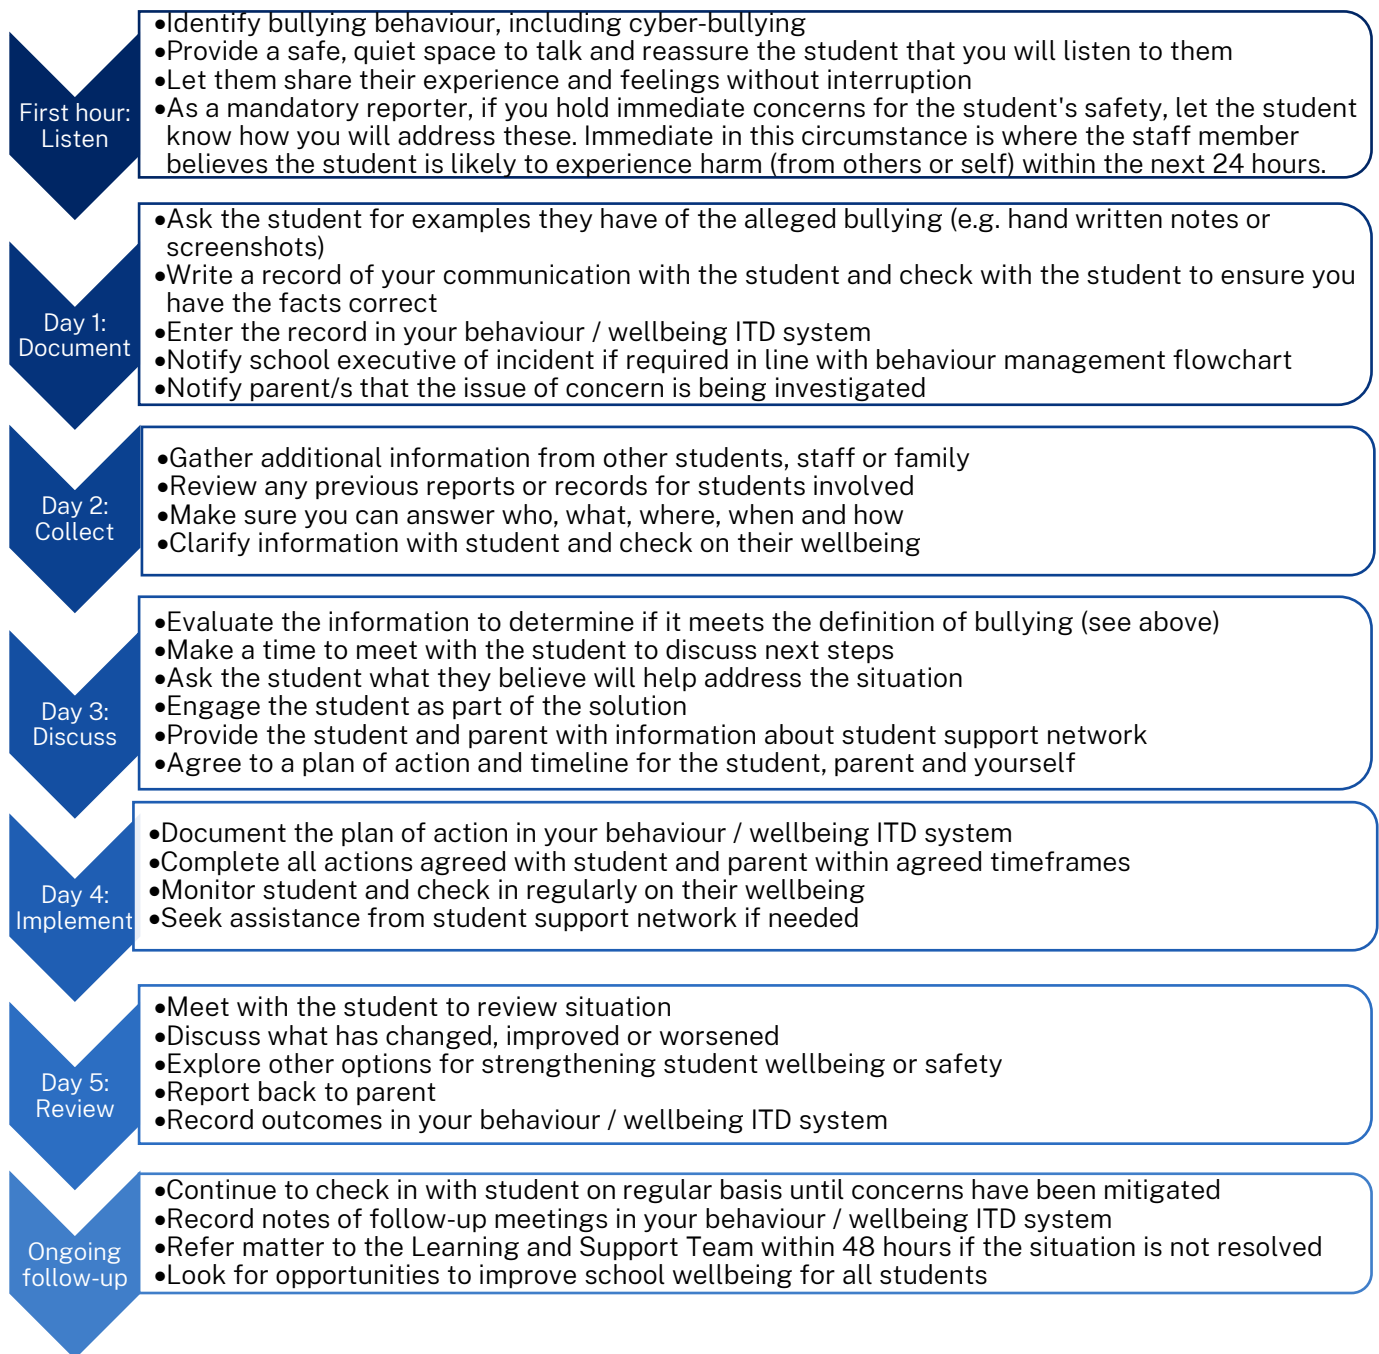 First hour:
Listen
•Identify bullying behaviour, including cyber-bullying
•Provide a safe, quiet space to talk and reassure the student that you will listen to them
•Let them share their experience and feelings without interruption
•As a mandatory reporter, if you hold immediate concerns for the student's safety, let the student
know how you will address these. Immediate in this circumstance is where the staff member
believes the student is likely to experience harm (from others or self) within the next 24 hours.
Day 1:
Document
•Ask the student for examples they have of the alleged bullying (e.g. hand written notes or
screenshots)
•Write a record of your communication with the student and check with the student to ensure you
have the facts correct
•Enter the record in your behaviour / wellbeing ITD system
•Notify school executive of incident if required in line with behaviour management flowchart
•Notify parent/s that the issue of concern is being investigated
Day 2:
Collect
•Gather additional information from other students, staff or family
•Review any previous reports or records for students involved
•Make sure you can answer who, what, where, when and how
•Clarify information with student and check on their wellbeing
Day 3:
Discuss
•Evaluate the information to determine if it meets the definition of bullying (see above)
•Make a time to meet with the student to discuss next steps
•Ask the student what they believe will help address the situation
•Engage the student as part of the solution
•Provide the student and parent with information about student support network
•Agree to a plan of action and timeline for the student, parent and yourself
Day 4:
Implement
•Document the plan of action in your behaviour / wellbeing ITD system
•Complete all actions agreed with student and parent within agreed timeframes
•Monitor student and check in regularly on their wellbeing
•Seek assistance from student support network if needed
Day 5:
Review
•Meet with the student to review situation
•Discuss what has changed, improved or worsened
•Explore other options for strengthening student wellbeing or safety
•Report back to parent
•Record outcomes in your behaviour / wellbeing ITD system
Ongoing
follow-up
•Continue to check in with student on regular basis until concerns have been mitigated
•Record notes of follow-up meetings in your behaviour / wellbeing ITD system
•Refer matter to the Learning and Support Team within 48 hours if the situation is not resolved
•Look for opportunities to improve school wellbeing for all students